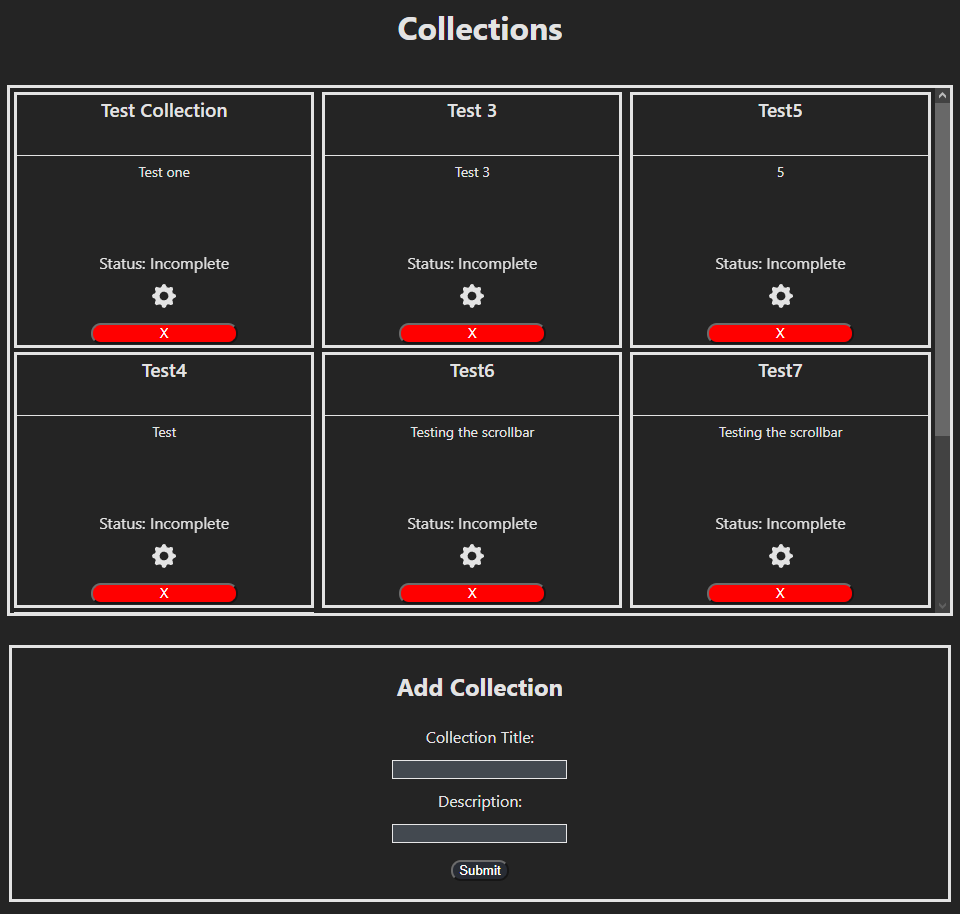 Collections
Test Collection
Test one
Status: Incomplete
X
Test 3
Test 3
Status: Incomplete
X
Test5
5
Status: Incomplete
X
Test4
Test
Status: Incomplete
X
Test6
Testing the scrollbar
Status: Incomplete
X
Test7
Testing the scrollbar
Status: Incomplete
X
Add Collection
Collection Title:
Description:
Submit